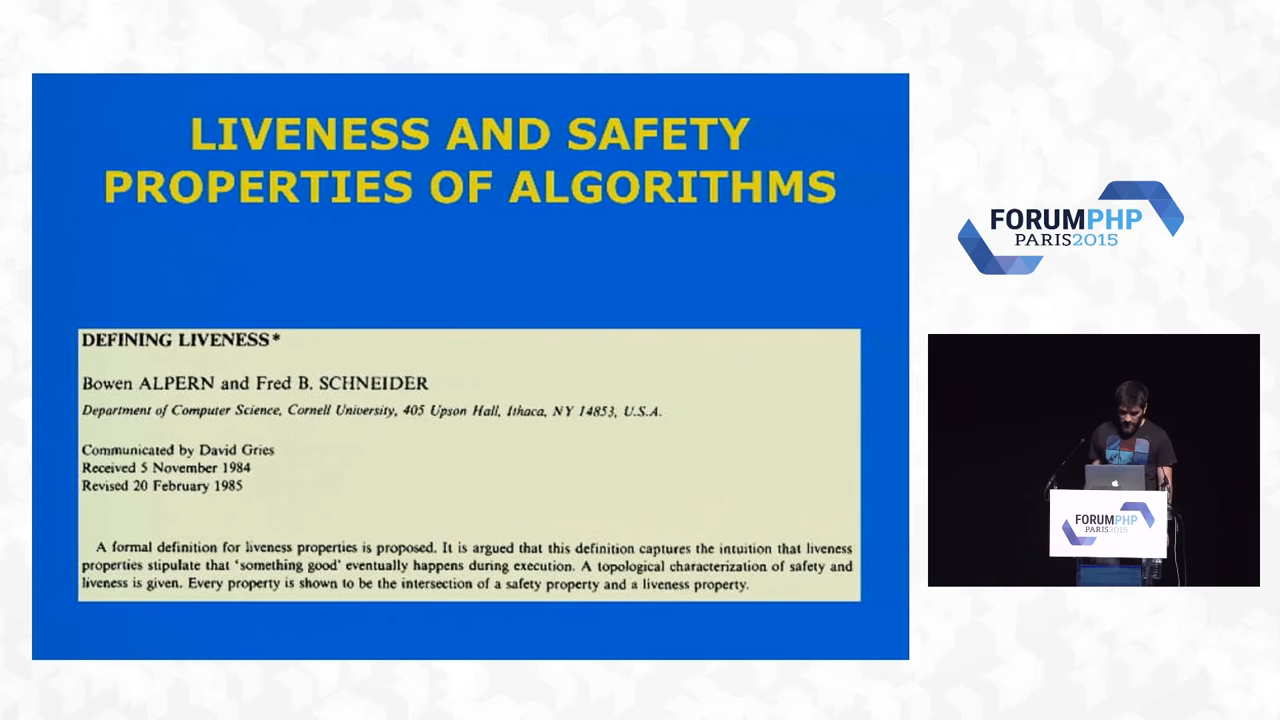 LIVENESS AND SAFETY
PROPERTIES OF ALGORITHMS
DEFINING LIVENESS*
Bowen ALPERN and Fred B. SCHNEIDER
Department of Computer Science, Cornell University, 405 Upson Hall, Ithaca, NY 14853, U.S.A.
Communicated by David Gries
Received 5 November 1984
Revised 20 February 1985
A formal definition for liveness properties is proposed. It is argued that this definition captures the intuition that liveness
properties stipulate that 'something good' eventually happens during execution. A topological characterization of safety and
liveness is given. Every property is shown to be the intersection of a safety property and a liveness property.
FORUMPHP
PARIS2015
FORUMPHP
PARIS2015